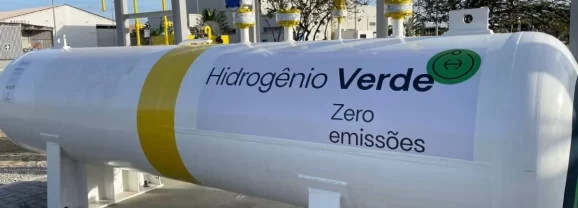 Hidrogênio Verde
Zero
emissões